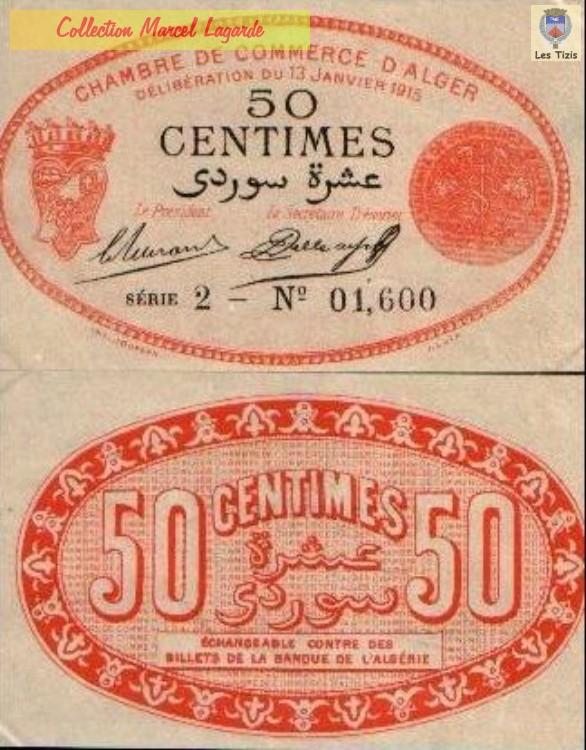 Collection Marcel Lagarde
Les Tizis
CHAMBRE DE COMMERCE D'ALGER
DÉLIBÉRATION DU 13 JANVIER 1915
50
CENTIMES
عشرة سوردى
Le Président Le Secrétaire Trésorier
SÉRIE 2 - Nº 01,600
50 CENTIMES 50
عشرة
سوردى
ÉCHANGEABLE CONTRE DES
BILLETS DE LA BANQUE DE L'ALGÉRIE